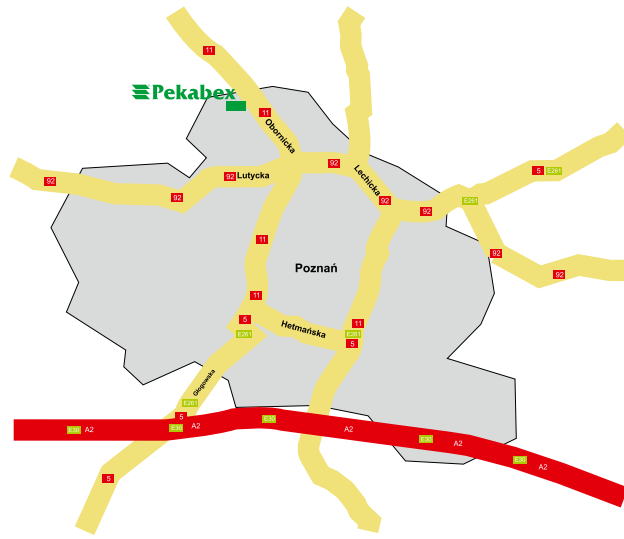 11
Pekabex
11
Obornicka
92
92
Lutycka
92
Lechicka
5
E261
92
92
92
E261
92
11
92
92
Poznań
11
5
E261
Hetmańska
11
E261
5
Głogowska
E261
5
E30
A2
E30
A2
E30
A2
E30
E30
A2
5